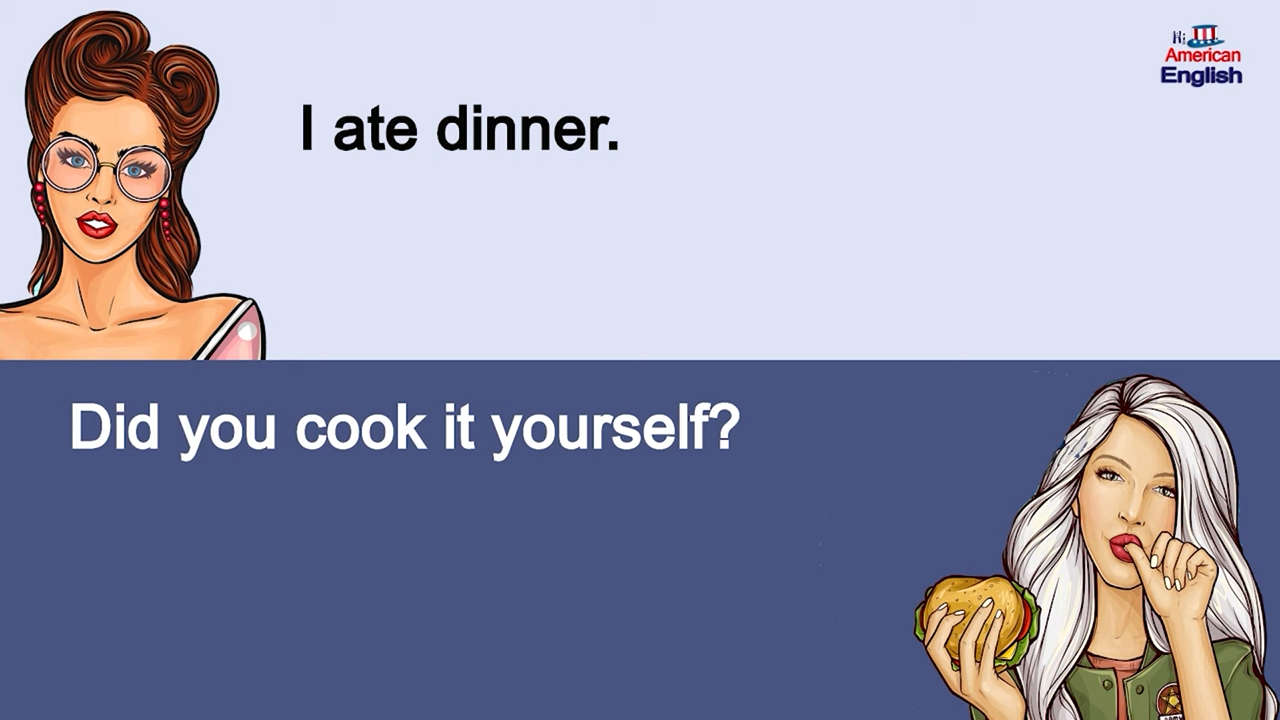 Hi
American
English
I ate dinner.
Did you cook it yourself?